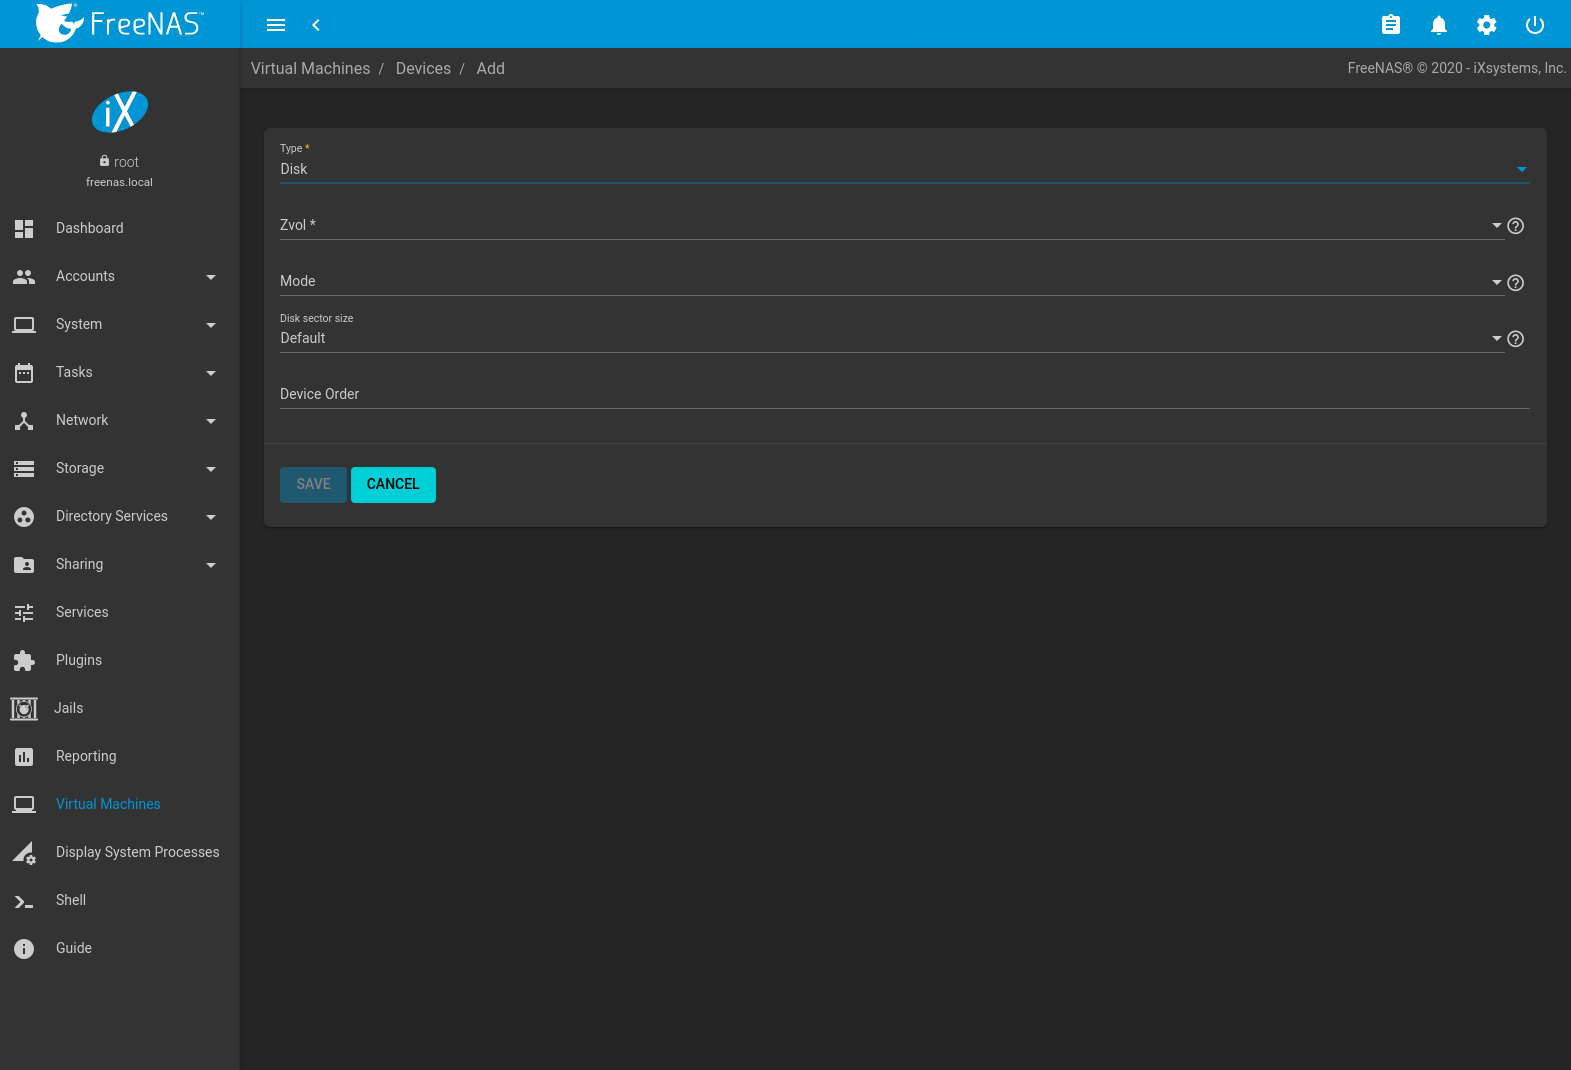 FreeNAS™
Virtual Machines / Devices / Add
FreeNAS® © 2020 - iXsystems, Inc.
iX
root
freenas.local
Dashboard
Accounts
System
Tasks
Network
Storage
Directory Services
Sharing
Services
Plugins
Jails
Reporting
Virtual Machines
Display System Processes
Shell
Guide
Type *
Disk
Zvol *
Mode
Disk sector size
Default
Device Order
SAVE CANCEL